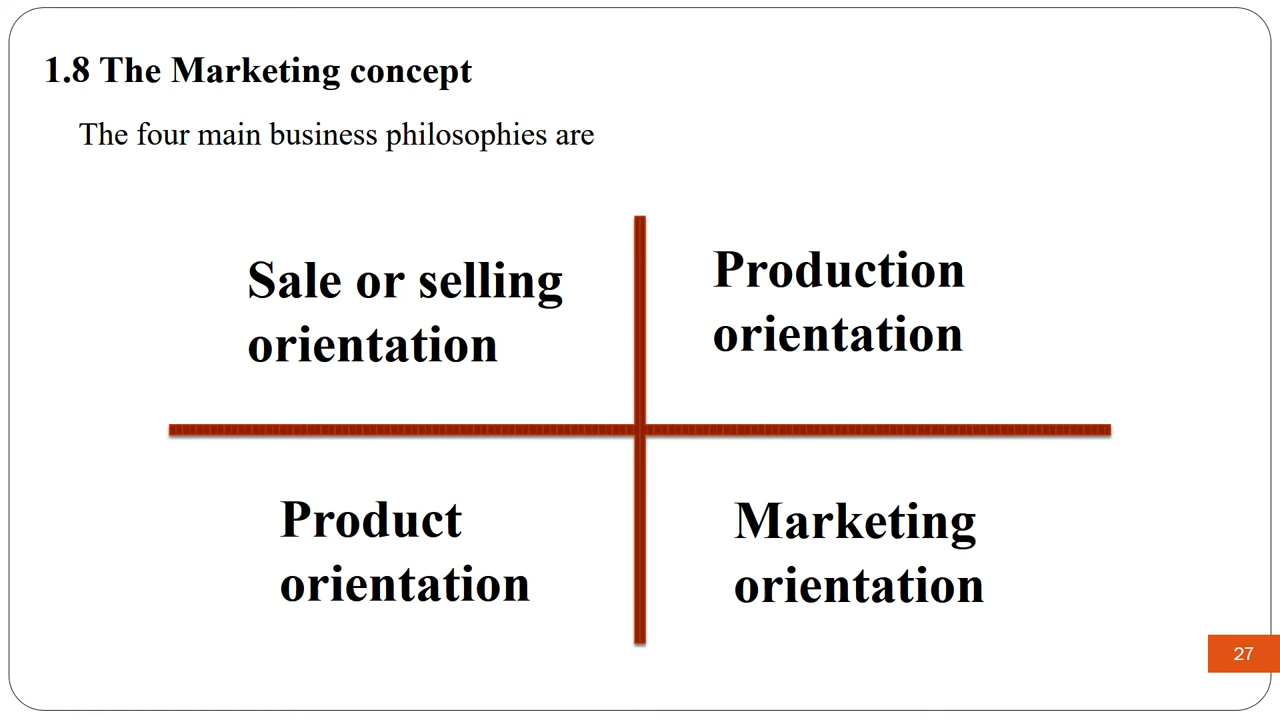 1.8 The Marketing concept
The four main business philosophies are
Sale or selling
orientation
Production
orientation
Product
orientation
Marketing
orientation
27